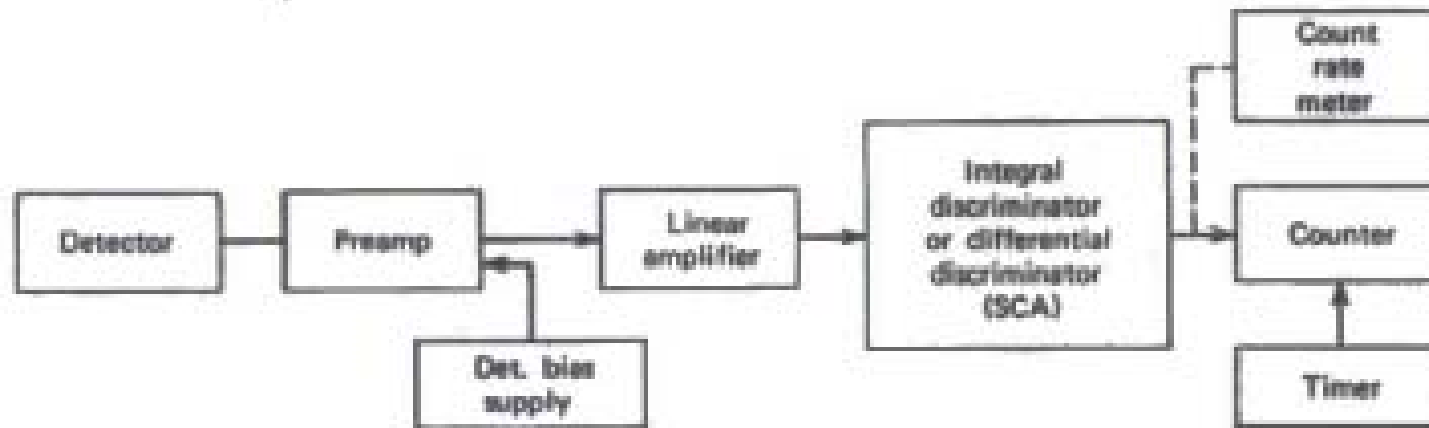 Count
rate
meter
Detector
Preamp
Linear
amplifier
Integral
discriminator
or differential
discriminator
(SCA)
Counter
Det. bias
supply
Timer